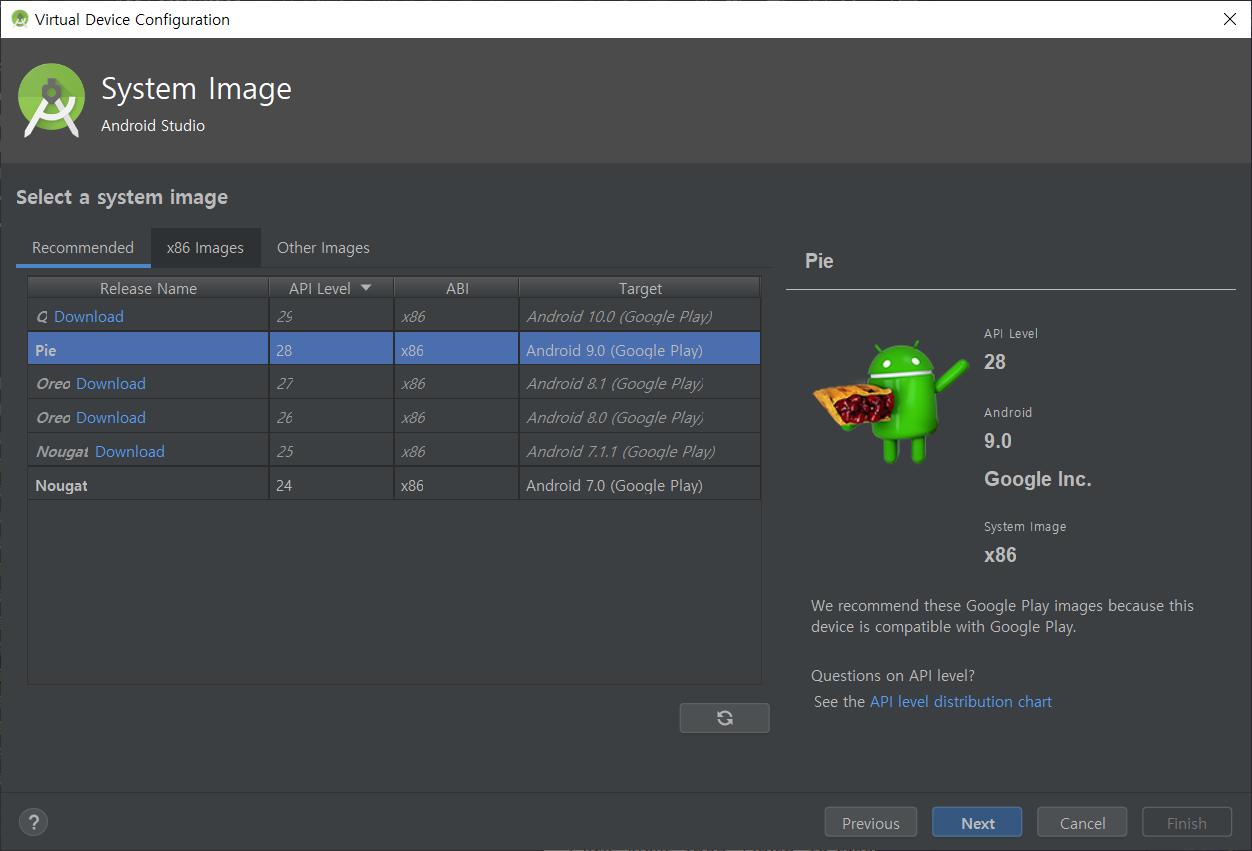 Virtual Device Configuration
System Image
Android Studio
Select a system image
Recommended x86 Images Other Images
Release Name API Level ABI Target
Q Download 29 x86 Android 10.0 (Google Play)
Pie 28 x86 Android 9.0 (Google Play)
Oreo Download 27 x86 Android 8.1 (Google Play)
Oreo Download 26 x86 Android 8.0 (Google Play)
Nougat Download 25 x86 Android 7.1.1 (Google Play)
Nougat 24 x86 Android 7.0 (Google Play)
Pie
API Level
28
Android
9.0
Google Inc.
System Image
x86
We recommend these Google Play images because this
device is compatible with Google Play.
Questions on API level?
See the API level distribution chart
? Previous Next Cancel Finish